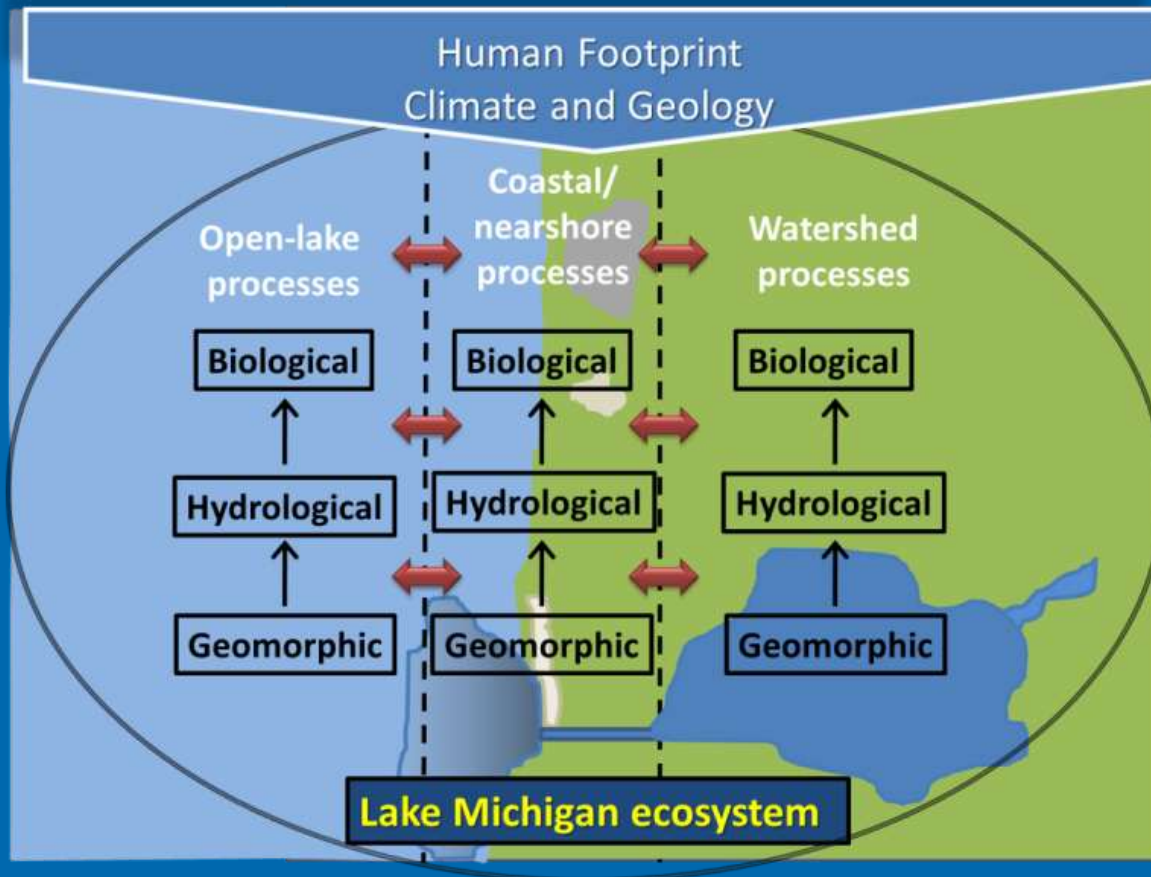 Human Footprint
Climate and Geology
Open-lake
processes
Coastal/
nearshore
processes
Watershed
processes
Biological
Biological
Biological
Hydrological
Hydrological
Hydrological
Geomorphic
Geomorphic
Geomorphic
Lake Michigan ecosystem